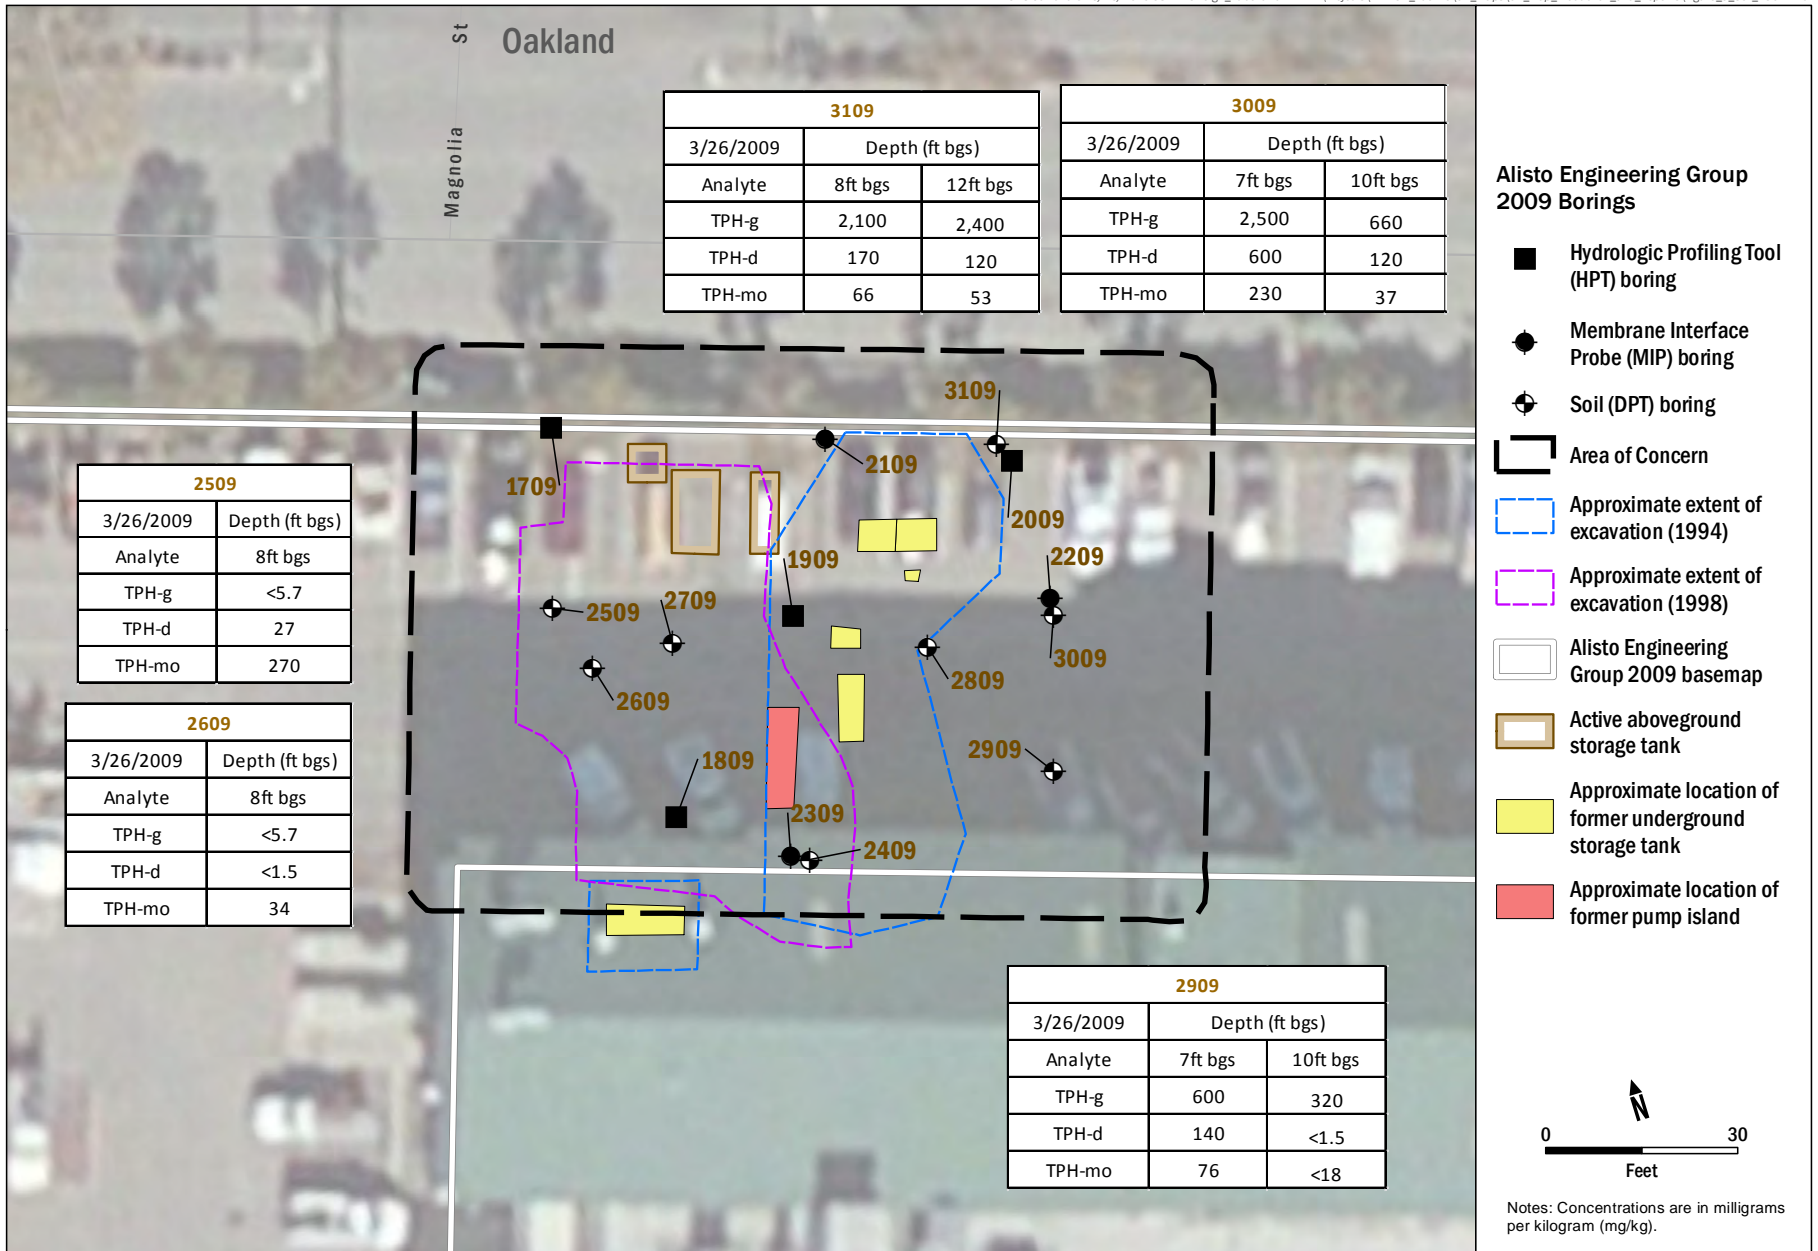 St
Magnolia
Oakland
3109
3/26/2009 Depth (ft bgs)
Analyte 8ft bgs 12ft bgs
TPH-g 2,100 2,400
TPH-d 170 120
TPH-mo 66 53
3009
3/26/2009 Depth (ft bgs)
Analyte 7ft bgs 10ft bgs
TPH-g 2,500 660
TPH-d 600 120
TPH-mo 230 37
2509
3/26/2009 Depth (ft bgs)
Analyte 8ft bgs
TPH-g <5.7
TPH-d 27
TPH-mo 270
2609
3/26/2009 Depth (ft bgs)
Analyte 8ft bgs
TPH-g <5.7
TPH-d <1.5
TPH-mo 34
3109
2109
1709
2009
1909
2209
2509
2709
3009
2809
2609
2909
1809
2309
2409
2909
3/26/2009 Depth (ft bgs)
Analyte 7ft bgs 10ft bgs
TPH-g 600 320
TPH-d 140 <1.5
TPH-mo 76 <18
Alisto Engineering Group
2009 Borings
Hydrologic Profiling Tool
(HPT) boring
Membrane Interface
Probe (MIP) boring
Soil (DPT) boring
Area of Concern
Approximate extent of
excavation (1994)
Approximate extent of
excavation (1998)
Alisto Engineering
Group 2009 basemap
Active aboveground
storage tank
Approximate location of
former underground
storage tank
Approximate location of
former pump island
N
0 30
Feet
Notes: Concentrations are in milligrams
per kilogram (mg/kg).